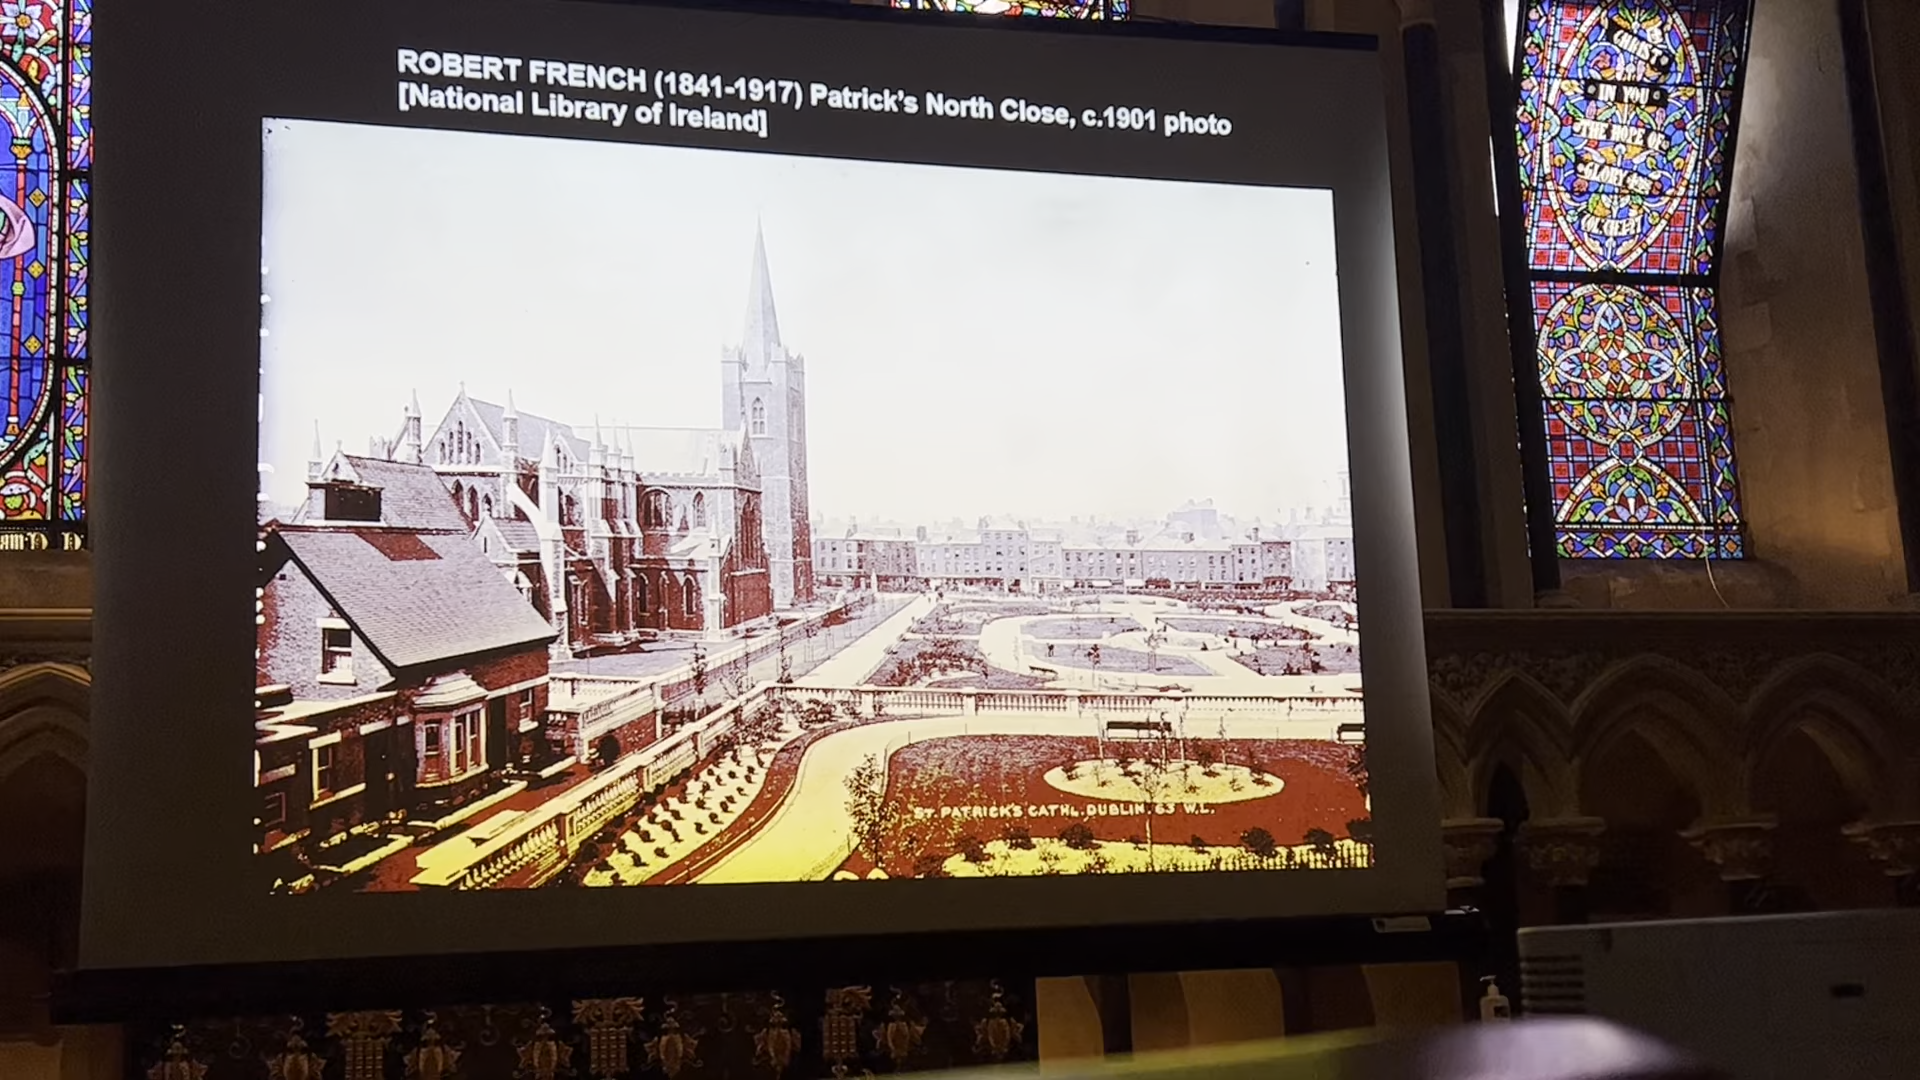 ROBERT FRENCH (1841-1917) Patrick's North Close, c.1901 photo
[National Library of Ireland]
ST. PATRICK'S CATHL. DUBLIN. 63 W.L.
IN YOU
THE HOPE OF
GLORY